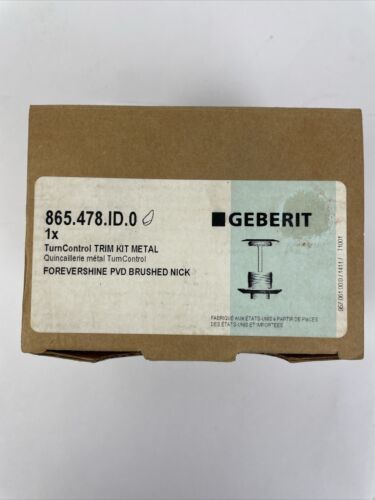 865.478.ID.0
1x
TurnControl TRIM KIT METAL
Quincaillerie métal TurnControl
FOREVERSHINE PVD BRUSHED NICK
GEBERIT
FABRIQUÉ AUX ÉTATS-UNIS À PARTIR DE PIÈCES
DES ÉTATS-UNIS ET IMPORTÉES